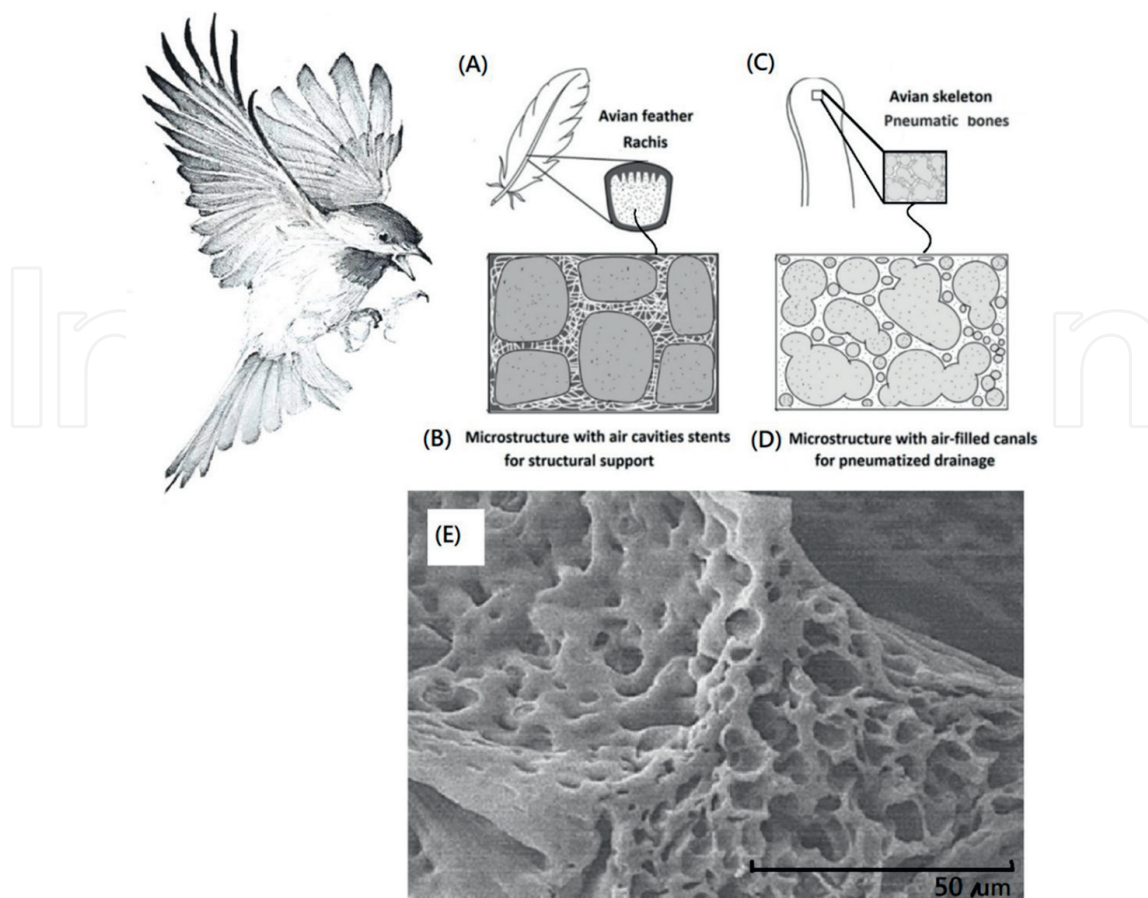 (A)
Avian feather
Rachis
(C)
Avian skeleton
Pneumatic bones
(B) Microstructure with air cavities stents
for structural support
(D) Microstructure with air-filled canals
for pneumatized drainage
(E)
50 μm